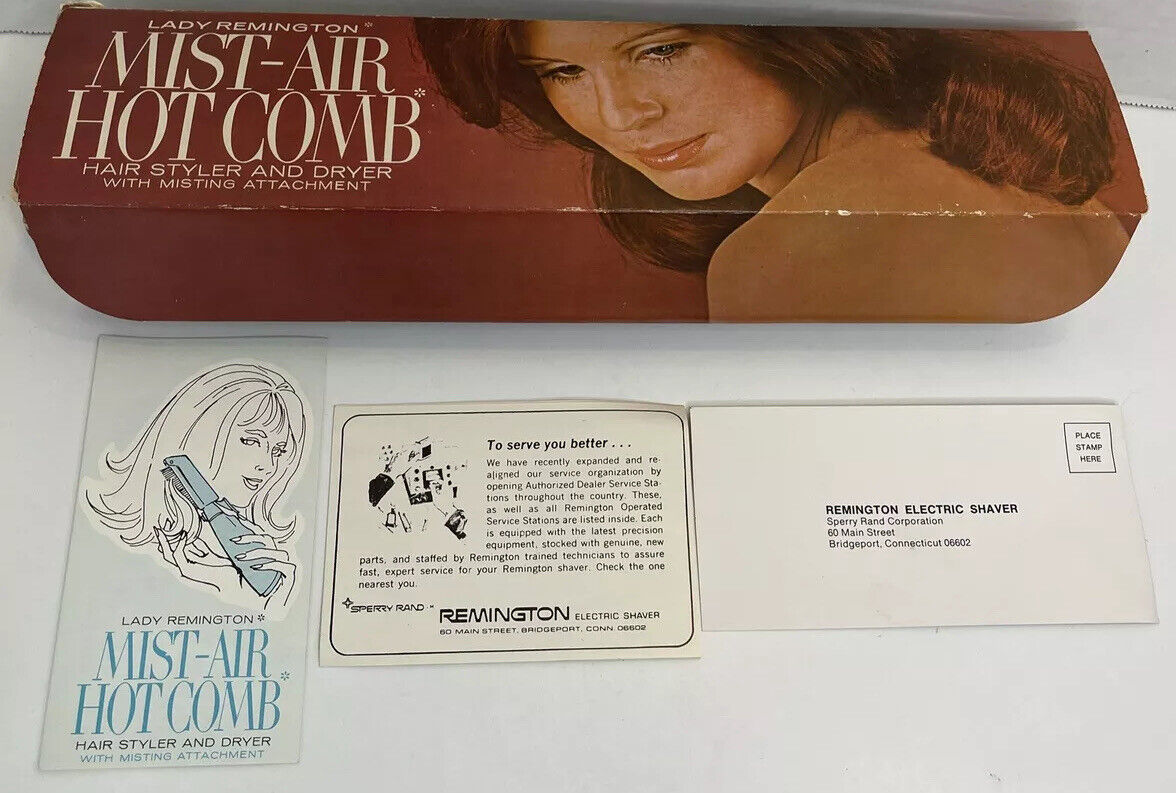 LADY REMINGTON*
MIST-AIR
HOT COMB*
HAIR STYLER AND DRYER
WITH MISTING ATTACHMENT
LADY REMINGTON*
MIST-AIR
HOT COMB*
HAIR STYLER AND DRYER
WITH MISTING ATTACHMENT
To serve you better . . .
We have recently expanded and re-
aligned our service organization by
opening Authorized Dealer Service Sta-
tions throughout the country. These,
as well as all Remington Operated
Service Stations are listed inside. Each
is equipped with the latest precision
equipment, stocked with genuine, new
parts, and staffed by Remington trained technicians to assure
fast, expert service for your Remington shaver. Check the one
nearest you.
SPERRY RAND REMINGTON ELECTRIC SHAVER
60 MAIN STREET, BRIDGEPORT, CONN. 06602
PLACE
STAMP
HERE
REMINGTON ELECTRIC SHAVER
Sperry Rand Corporation
60 Main Street
Bridgeport, Connecticut 06602